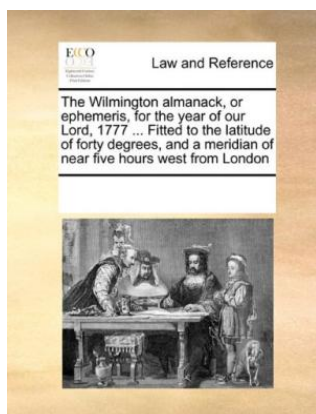 ECCO
Law and Reference
The Wilmington almanack, or
ephemeris, for the year of our
Lord, 1777 ... Fitted to the latitude
of forty degrees, and a meridian of
near five hours west from London